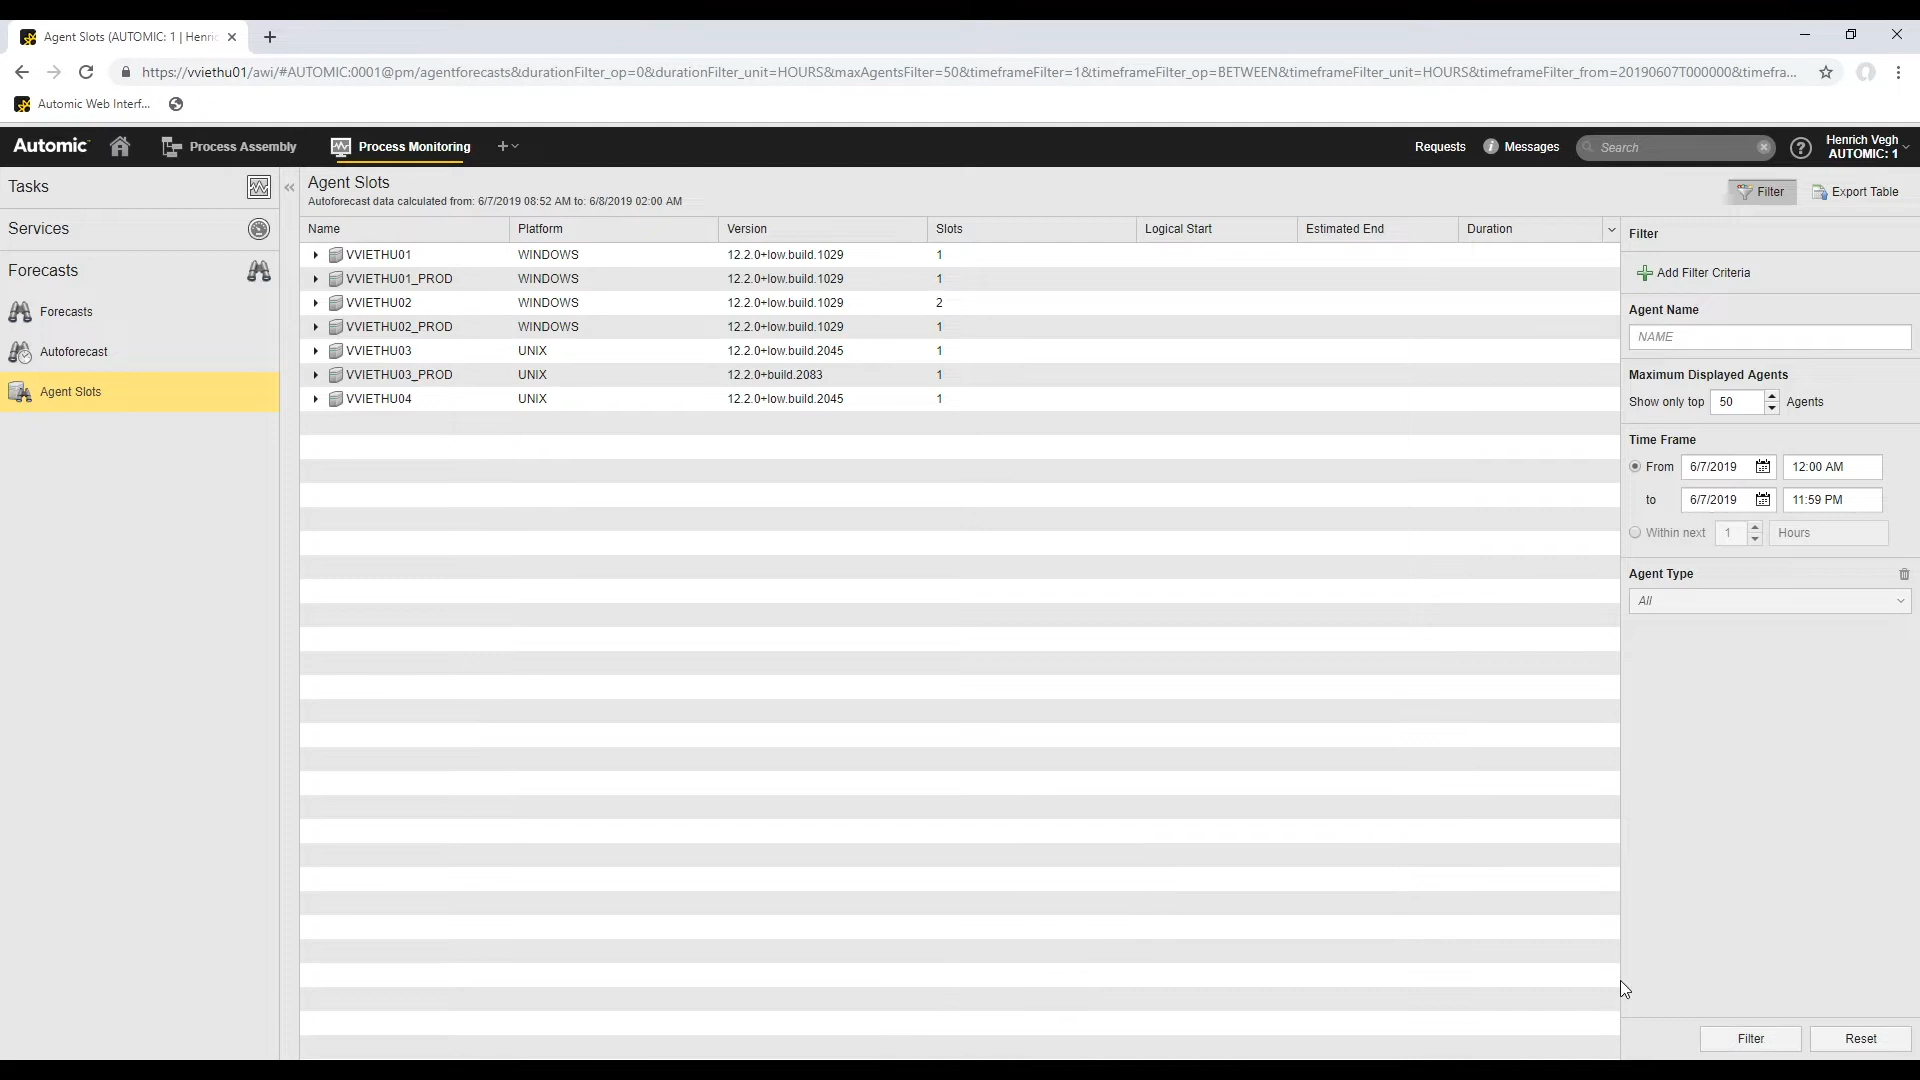 Agent Slots (AUTOMIC: 1 | Henric
https://vviethu01/awi/#AUTOMIC:0001@pm/agentforecasts&durationFilter_op=0&durationFilter_unit=HOURS&maxAgentsFilter=50&timeframeFilter=1&timeframeFilter_op=BETWEEN&timeframeFilter_unit=HOURS&timeframeFilter_from=20190607T000000&timefra...
Automic Web Interf...
Automic
Process Assembly
Process Monitoring
Requests
Messages
Search
Henrich Vegh
AUTOMIC: 1
Tasks
Services
Forecasts
Forecasts
Autoforecast
Agent Slots
Agent Slots
Autoforecast data calculated from: 6/7/2019 08:52 AM to: 6/8/2019 02:00 AM
Filter
Export Table
Name Platform Version Slots Logical Start Estimated End Duration
VVIETHU01 WINDOWS 12.2.0+low.build.1029 1
VVIETHU01_PROD WINDOWS 12.2.0+low.build.1029 1
VVIETHU02 WINDOWS 12.2.0+low.build.1029 2
VVIETHU02_PROD WINDOWS 12.2.0+low.build.1029 1
VVIETHU03 UNIX 12.2.0+low.build.2045 1
VVIETHU03_PROD UNIX 12.2.0+build.2083 1
VVIETHU04 UNIX 12.2.0+low.build.2045 1
Filter
Add Filter Criteria
Agent Name
NAME
Maximum Displayed Agents
Show only top 50 Agents
Time Frame
From 6/7/2019 12:00 AM
to 6/7/2019 11:59 PM
Within next 1 Hours
Agent Type
All
Filter
Reset